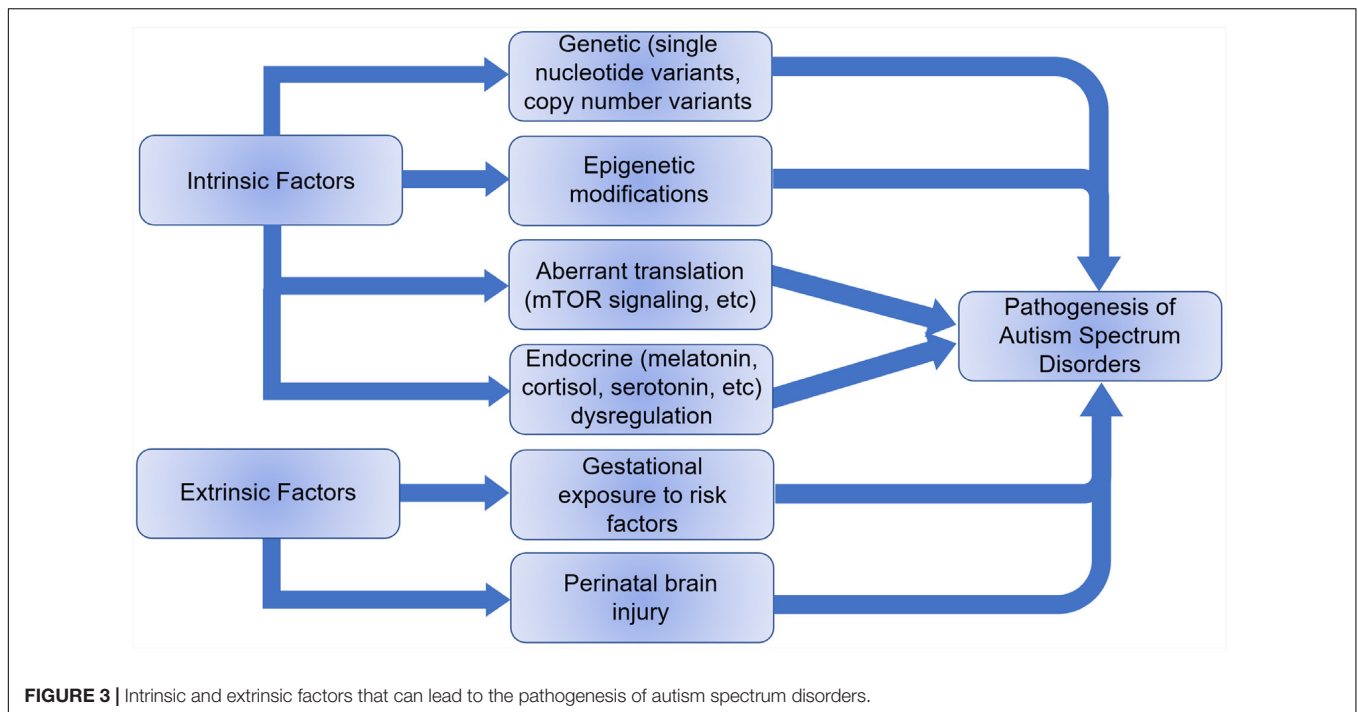 Genetic (single
nucleotide variants,
copy number variants
Intrinsic Factors
Epigenetic
modifications
Aberrant translation
(mTOR signaling, etc)
Endocrine (melatonin,
cortisol, serotonin, etc)
dysregulation
Pathogenesis of
Autism Spectrum
Disorders
Extrinsic Factors
Gestational
exposure to risk
factors
Perinatal brain
injury
FIGURE 3 | Intrinsic and extrinsic factors that can lead to the pathogenesis of autism spectrum disorders.